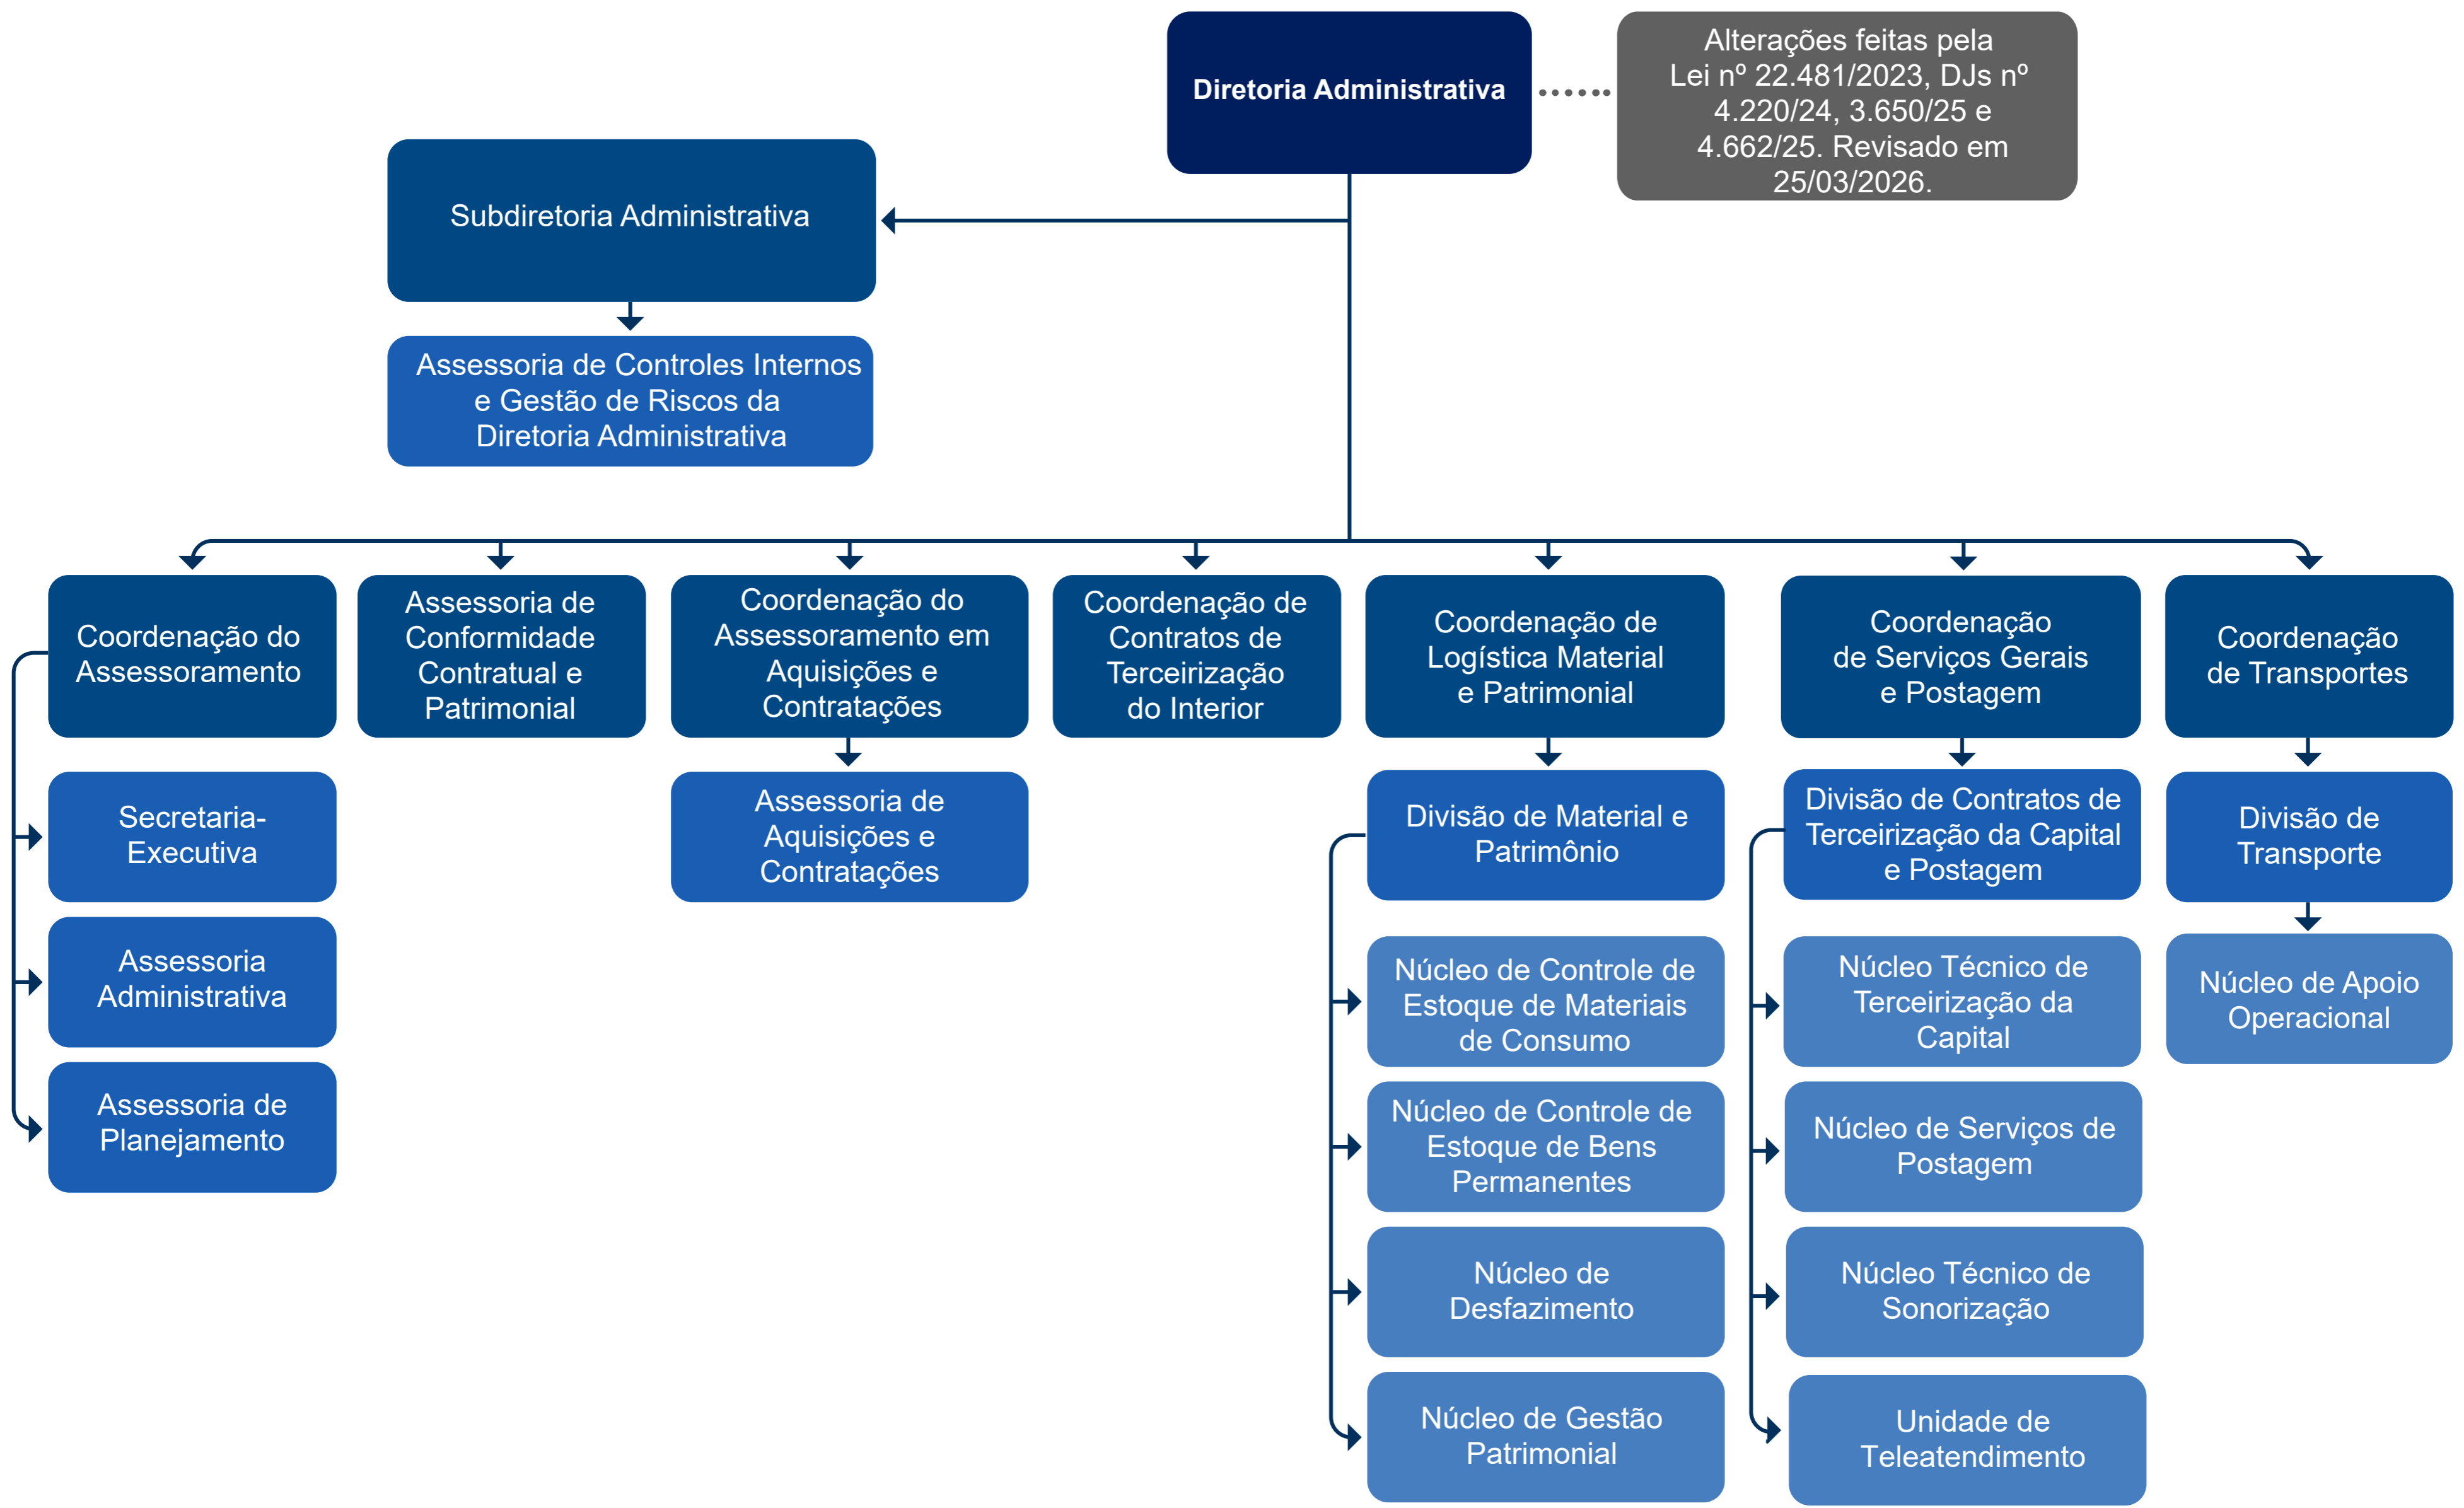 Diretoria Administrativa
Alterações feitas pela
Lei nº 22.481/2023, DJs nº
4.220/24, 3.650/25 e
4.662/25. Revisado em
25/03/2026.
Subdiretoria Administrativa
Assessoria de Controles Internos
e Gestão de Riscos da
Diretoria Administrativa
Coordenação do
Assessoramento
Secretaria-
Executiva
Assessoria
Administrativa
Assessoria de
Planejamento
Assessoria de
Conformidade
Contratual e
Patrimonial
Coordenação do
Assessoramento em
Aquisições e
Contratações
Assessoria de
Aquisições e
Contratações
Coordenação de
Contratos de
Terceirização
do Interior
Coordenação de
Logística Material
e Patrimonial
Divisão de Material e
Patrimônio
Núcleo de Controle de
Estoque de Materiais
de Consumo
Núcleo de Controle de
Estoque de Bens
Permanentes
Núcleo de
Desfazimento
Núcleo de Gestão
Patrimonial
Coordenação
de Serviços Gerais
e Postagem
Divisão de Contratos de
Terceirização da Capital
e Postagem
Núcleo Técnico de
Terceirização da
Capital
Núcleo de Serviços de
Postagem
Núcleo Técnico de
Sonorização
Unidade de
Teleatendimento
Coordenação
de Transportes
Divisão de
Transporte
Núcleo de Apoio
Operacional